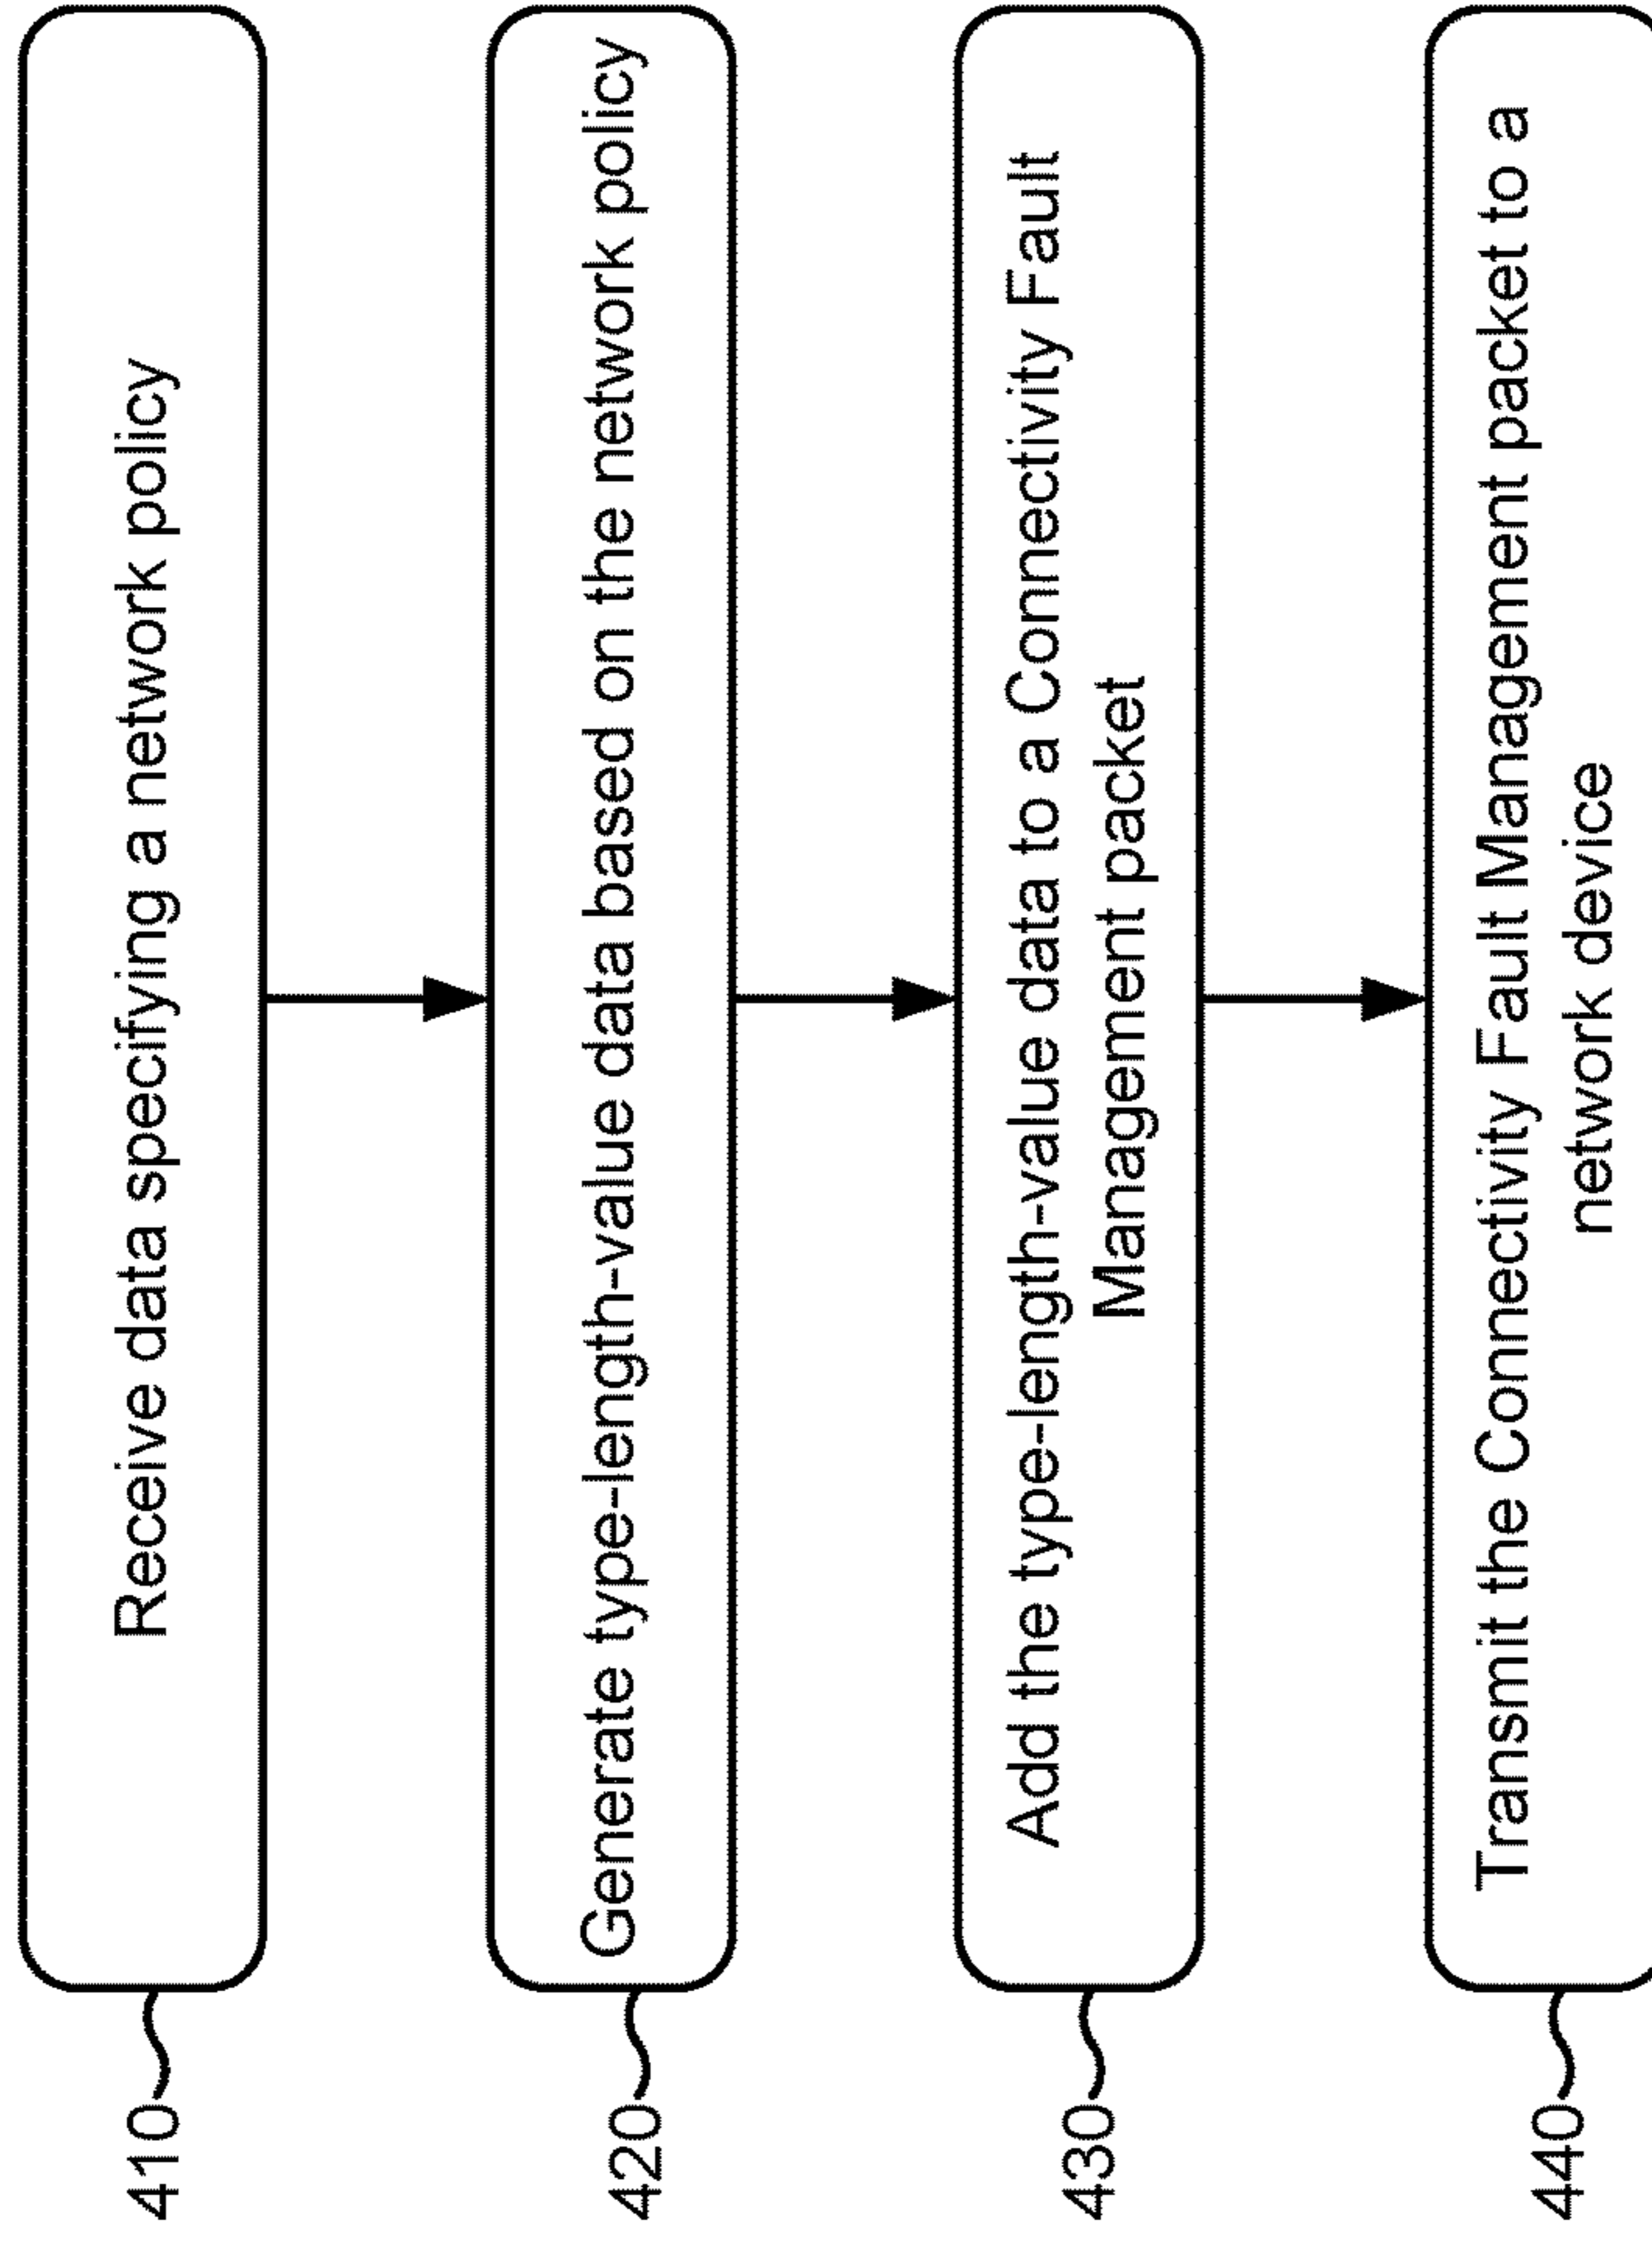 410
Receive data specifying a network policy
420
Generate type-length-value data based on the network policy
430
Add the type-length-value data to a Connectivity Fault
Management packet
440
Transmit the Connectivity Fault Management packet to a
network device